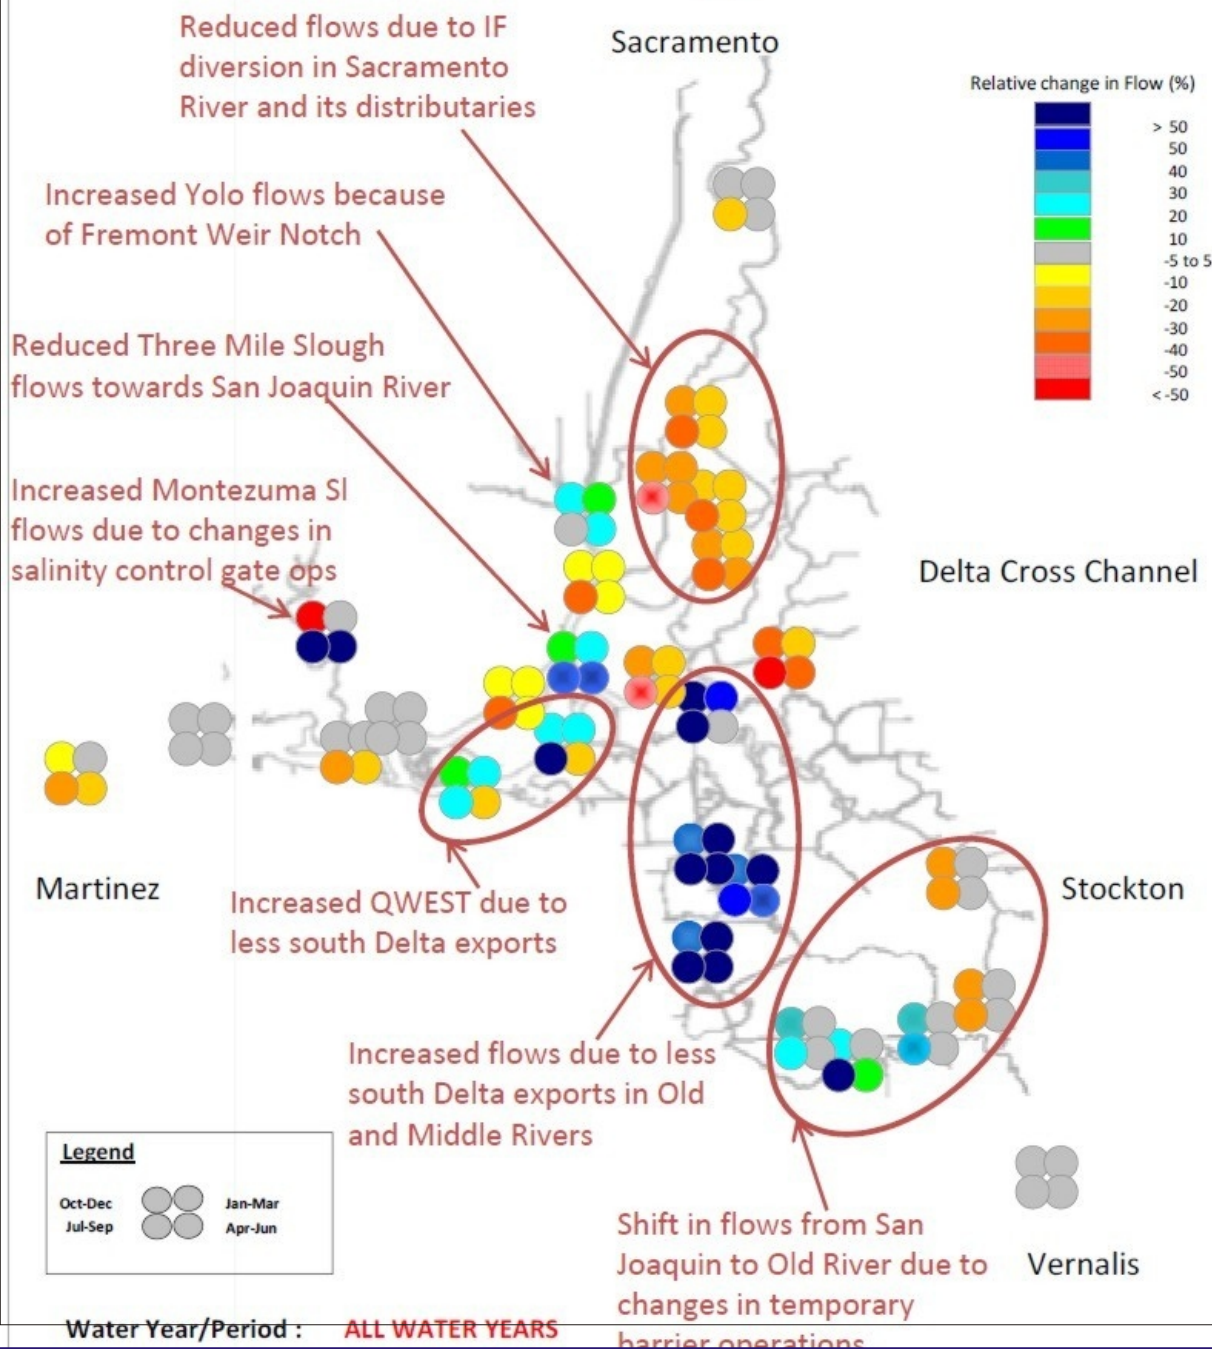 Reduced flows due to IF
diversion in Sacramento
River and its distributaries
Sacramento
Relative change in Flow (%)
> 50
50
40
30
20
10
-5 to 5
-10
-20
-30
-40
-50
< -50
Increased Yolo flows because
of Fremont Weir Notch
Reduced Three Mile Slough
flows towards San Joaquin River
Increased Montezuma Sl
flows due to changes in
salinity control gate ops
Delta Cross Channel
Martinez
Stockton
Increased QWEST due to
less south Delta exports
Increased flows due to less
south Delta exports in Old
and Middle Rivers
Legend
Oct-Dec
Jan-Mar
Jul-Sep
Apr-Jun
Shift in flows from San
Joaquin to Old River due to
changes in temporary
barrier operations
Vernalis
Water Year/Period : ALL WATER YEARS